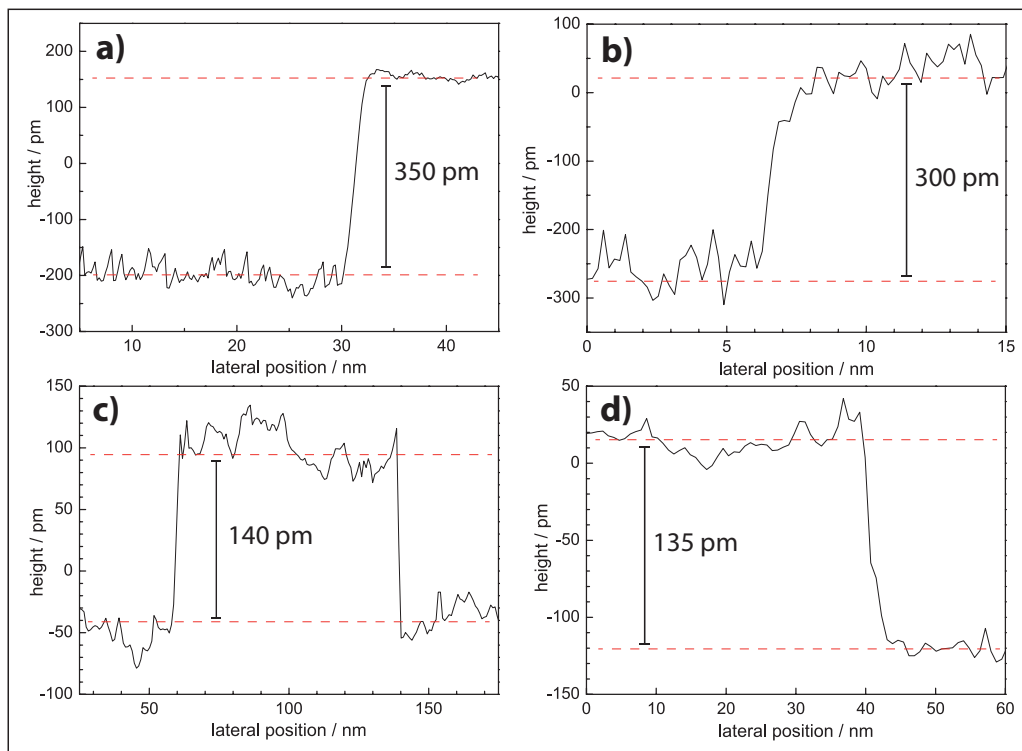 a)
height / pm
200
100
0
-100
-200
-300
350 pm
10
20
30
40
lateral position / nm
b)
height / pm
100
0
-100
-200
-300
300 pm
0
5
10
15
lateral position / nm
c)
height / pm
150
100
50
0
-50
-100
140 pm
50
100
150
lateral position / nm
d)
height / pm
50
0
-50
-100
-150
135 pm
0
10
20
30
40
50
60
lateral position / nm